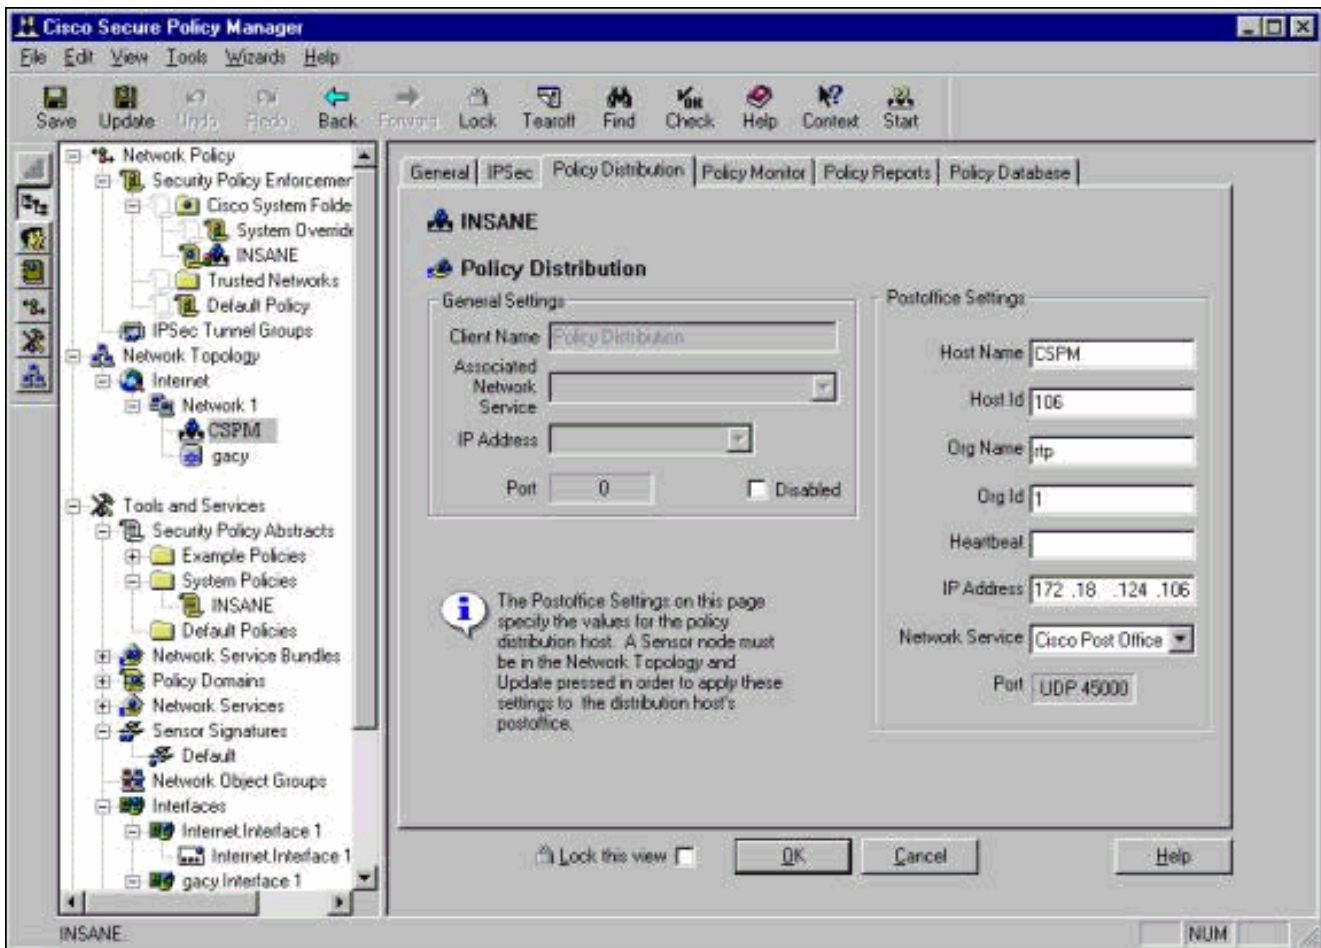 Cisco Secure Policy Manager
File Edit View Tools Wizards Help
Save Update Undo Redo Back Forward Lock Tearoff Find Check Help Context Start
Network Policy
Security Policy Enforcemer
Cisco System Folde
System Override
INSANE
Trusted Networks
Default Policy
IPSec Tunnel Groups
Network Topology
Internet
Network 1
CSPM
gacy
Tools and Services
Security Policy Abstracts
Example Policies
System Policies
INSANE
Default Policies
Network Service Bundles
Policy Domains
Network Services
Sensor Signatures
Default
Network Object Groups
Interfaces
Internet.Interface 1
Internet.Interface 1
gacy.Interface 1
General IPSec Policy Distribution Policy Monitor Policy Reports Policy Database
INSANE
Policy Distribution
General Settings
Client Name Policy Distribution
Associated
Network
Service
IP Address
Port 0 Disabled
The Postoffice Settings on this page
specify the values for the policy
distribution host. A Sensor node must
be in the Network Topology and
Update pressed in order to apply these
settings to the distribution host's
postoffice.
Postoffice Settings
Host Name CSPM
Host Id 106
Org Name rtp
Org Id 1
Heartbeat
IP Address 172 .18 .124 .106
Network Service Cisco Post Office
Port UDP 45000
Lock this view OK Cancel Help
INSANE. NUM